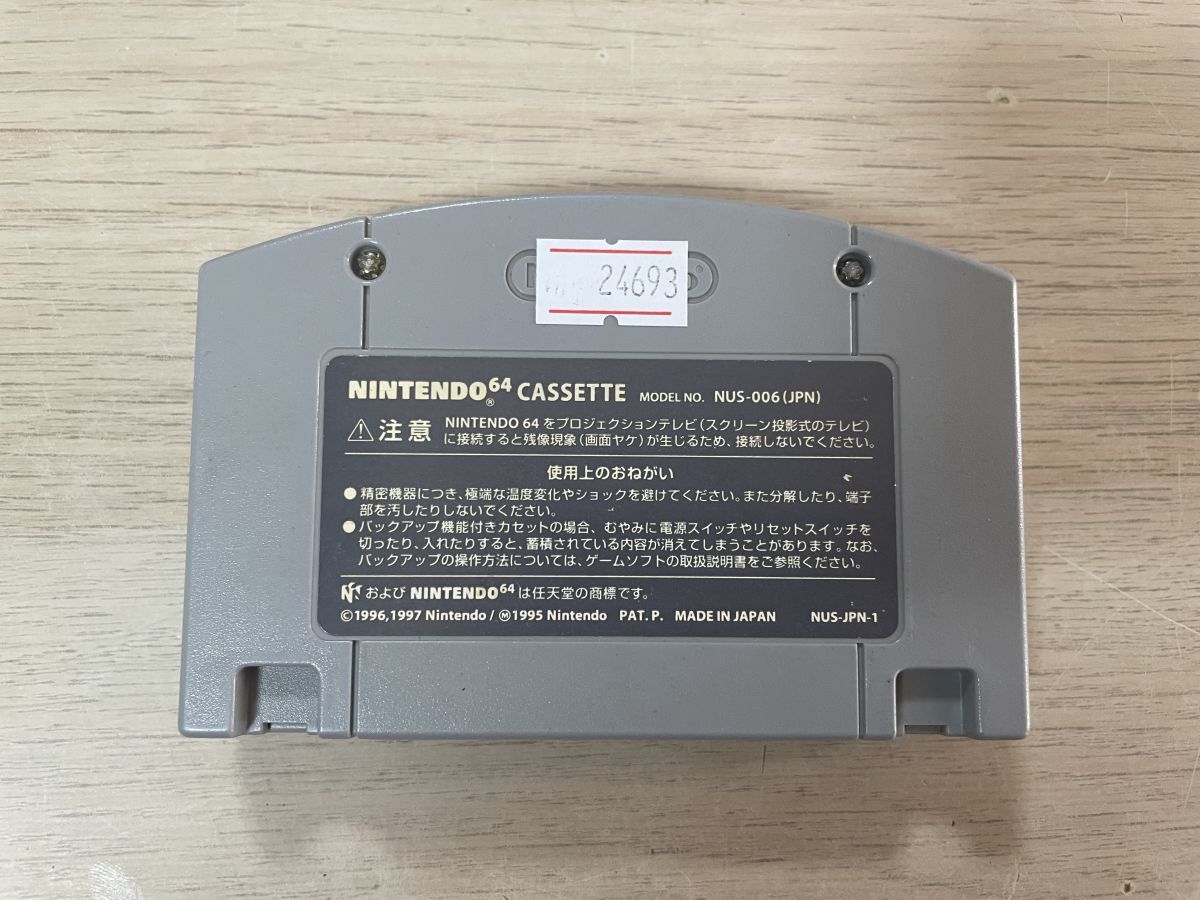 24693
NINTENDO64® CASSETTE MODEL NO. NUS-006(JPN)
⚠注意 NINTENDO 64をプロジェクションテレビ(スクリーン投影式のテレビ)
に接続すると残像現象(画面ヤケ)が生じるため、接続しないでください。
使用上のおねがい
●精密機器につき、極端な温度変化やショックを避けてください。また分解したり、端子
部を汚したりしないでください。
●バックアップ機能付きカセットの場合、むやみに電源スイッチやリセットスイッチを
切ったり、入れたりすると、蓄積されている内容が消えてしまうことがあります。なお、
バックアップの操作方法については、ゲームソフトの取扱説明書をご参照ください。
および NINTENDO64は任天堂の商標です。
©1996,1997 Nintendo / Ⓜ1995 Nintendo PAT. P. MADE IN JAPAN NUS-JPN-1